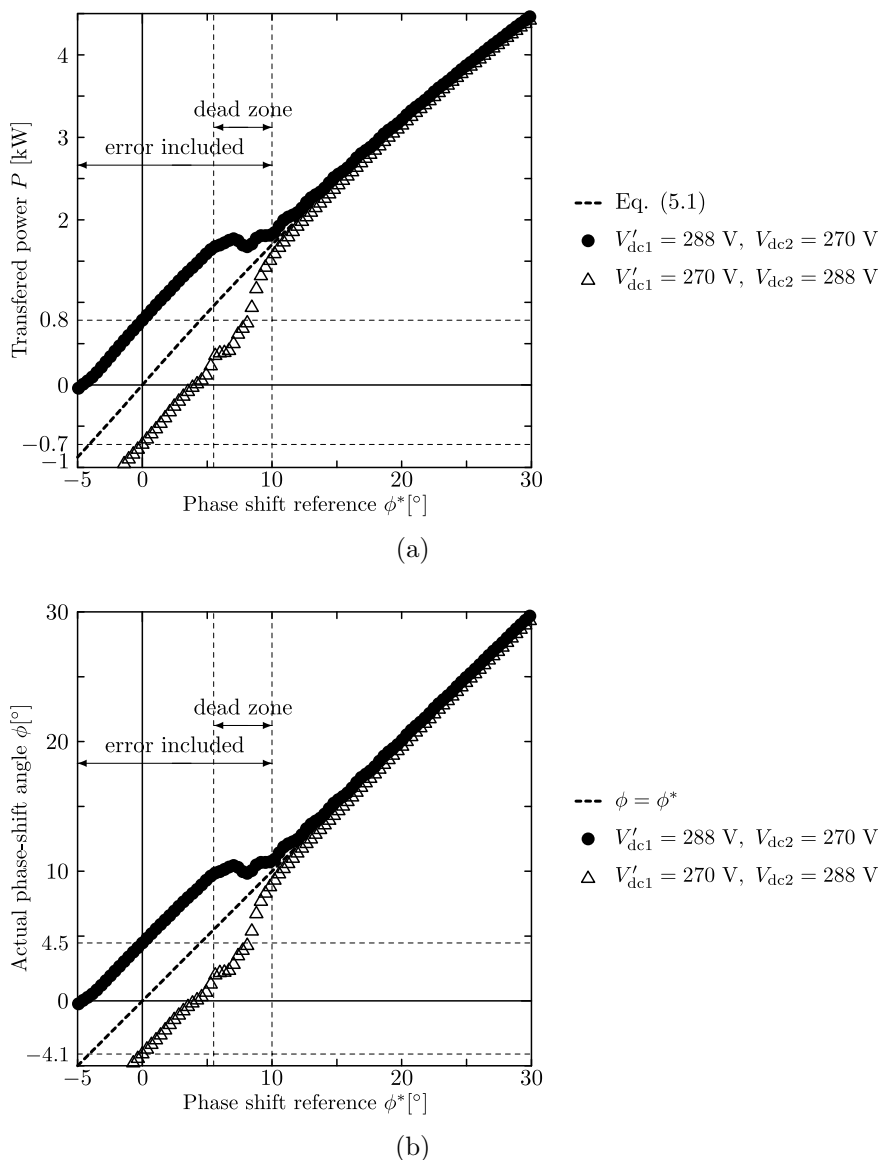 4
3
2
0.8
0
−0.7
−1
Transfered power P [kW]
dead zone
error included
−5 0 10 20 30
Phase shift reference ϕ*[°]
Eq. (5.1)
V′dc1 = 288 V, Vdc2 = 270 V
V′dc1 = 270 V, Vdc2 = 288 V
(a)
30
20
10
4.5
0
−4.1
Actual phase-shift angle ϕ[°]
dead zone
error included
−5 0 10 20 30
Phase shift reference ϕ*[°]
ϕ = ϕ*
V′dc1 = 288 V, Vdc2 = 270 V
V′dc1 = 270 V, Vdc2 = 288 V
(b)